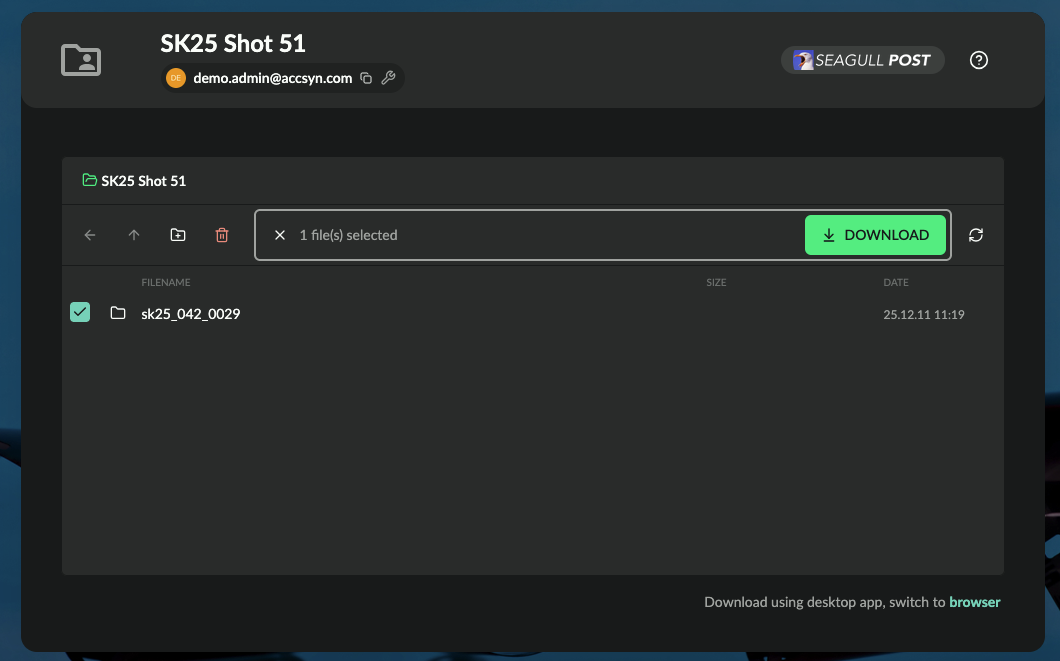 SK25 Shot 51
DE demo.admin@accsyn.com
SEAGULL POST
SK25 Shot 51
1 file(s) selected
DOWNLOAD
FILENAME SIZE DATE
sk25_042_0029 25.12.11 11:19
Download using desktop app, switch to browser